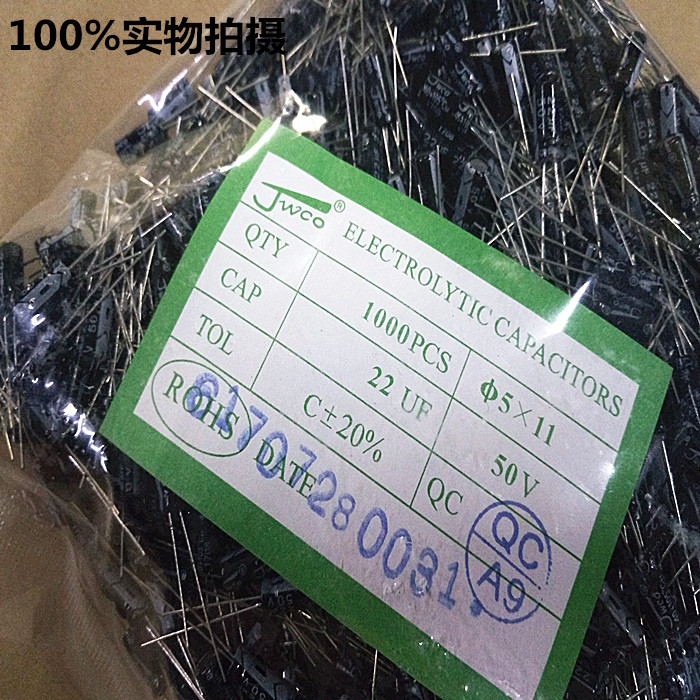 100%实物拍摄
Jwco®
ELECTROLYTIC CAPACITORS
QTY 1000PCS Φ5×11
CAP 22 UF 50V
TOL C±20% QC
ROHS DATE
QC
A9